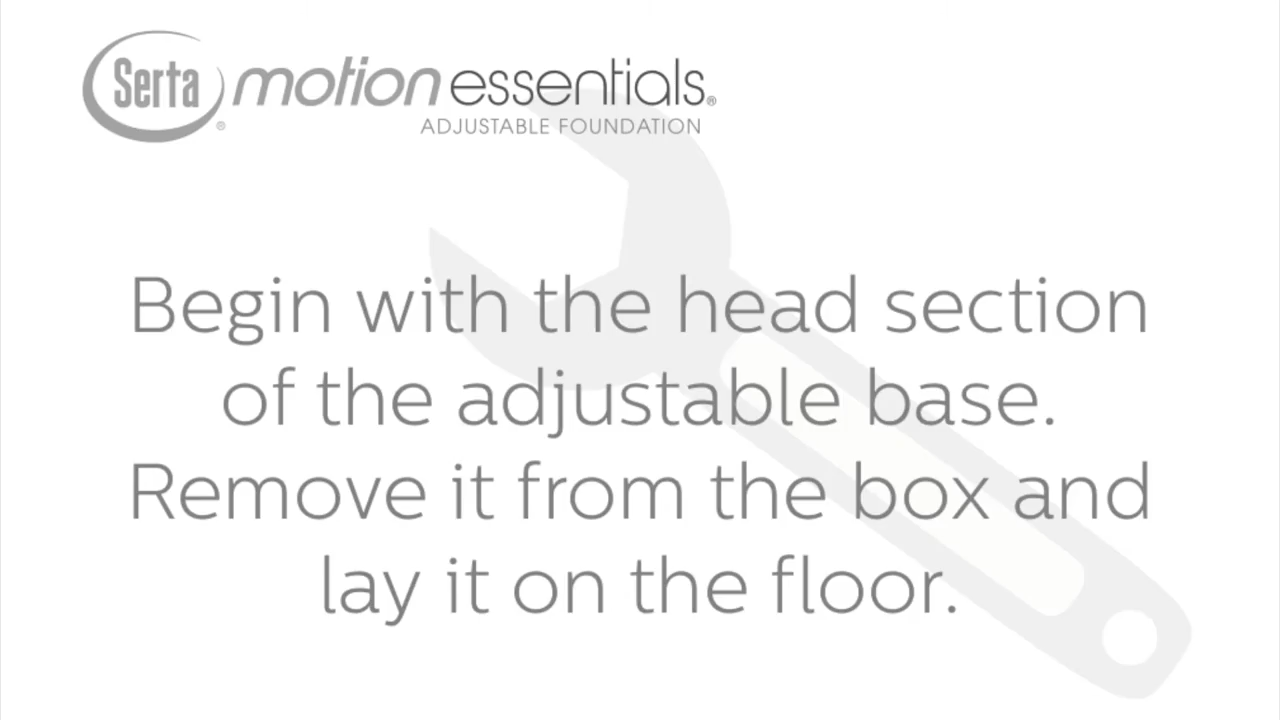 Serta® motion essentials®
ADJUSTABLE FOUNDATION
Begin with the head section
of the adjustable base.
Remove it from the box and
lay it on the floor.